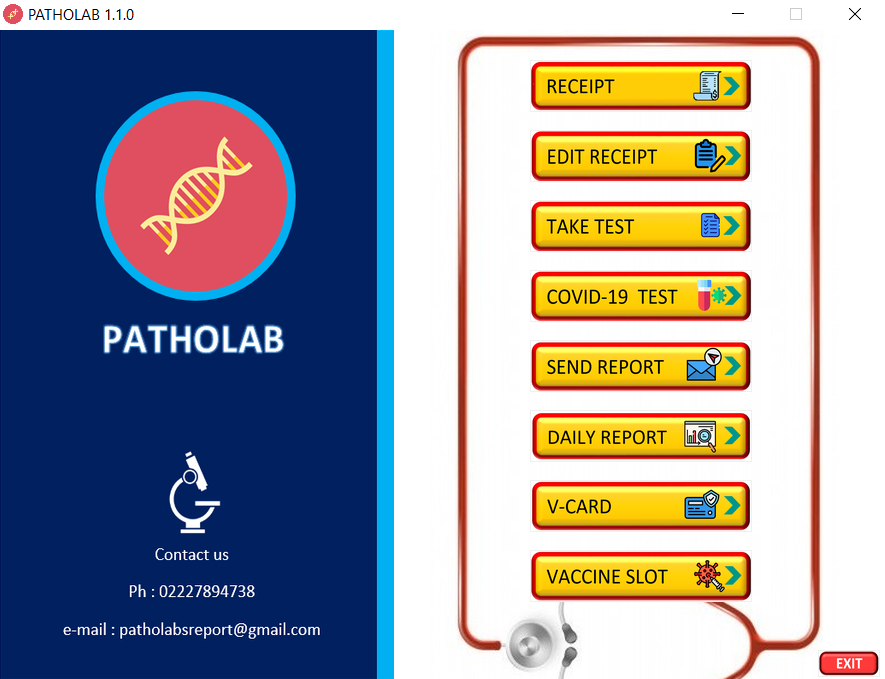 PATHOLAB 1.1.0
PATHOLAB
Contact us
Ph : 02227894738
e-mail : patholabsreport@gmail.com
RECEIPT
EDIT RECEIPT
TAKE TEST
COVID-19 TEST
SEND REPORT
DAILY REPORT
V-CARD
VACCINE SLOT
EXIT